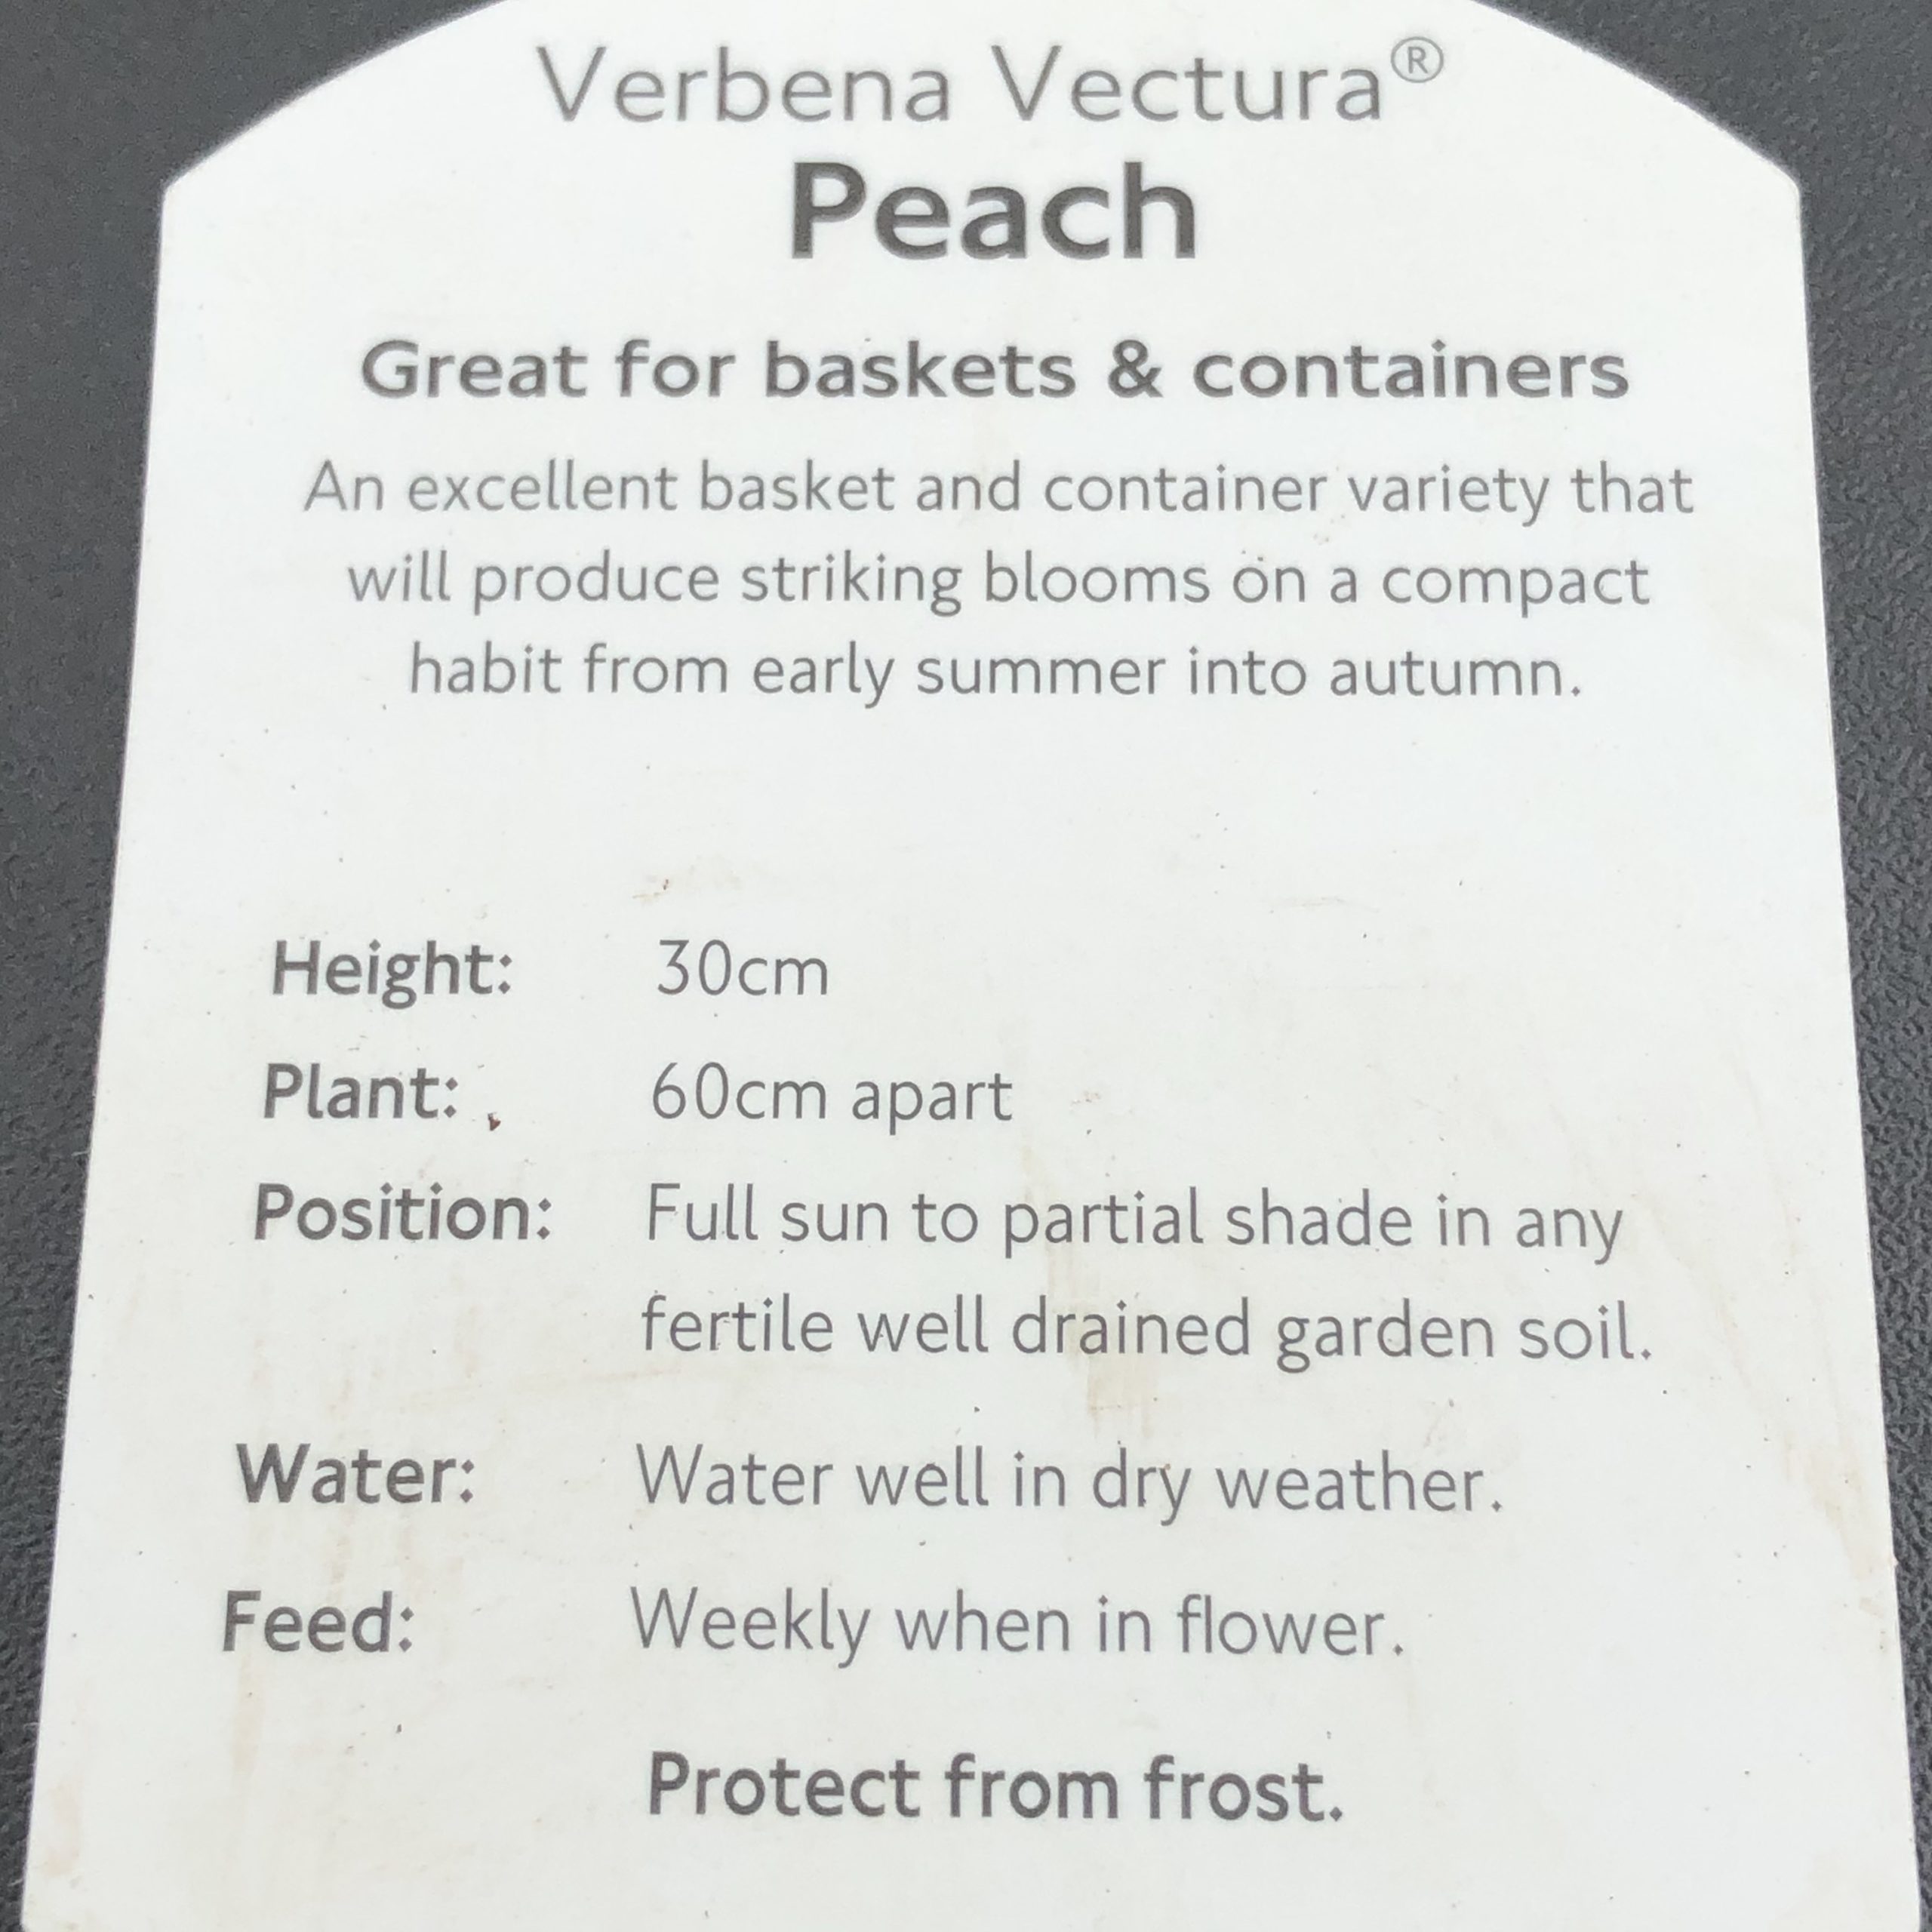 Verbena Vectura®
Peach
Great for baskets & containers
An excellent basket and container variety that
will produce striking blooms on a compact
habit from early summer into autumn.
Height: 30cm
Plant: 60cm apart
Position: Full sun to partial shade in any
fertile well drained garden soil.
Water: Water well in dry weather.
Feed: Weekly when in flower.
Protect from frost.